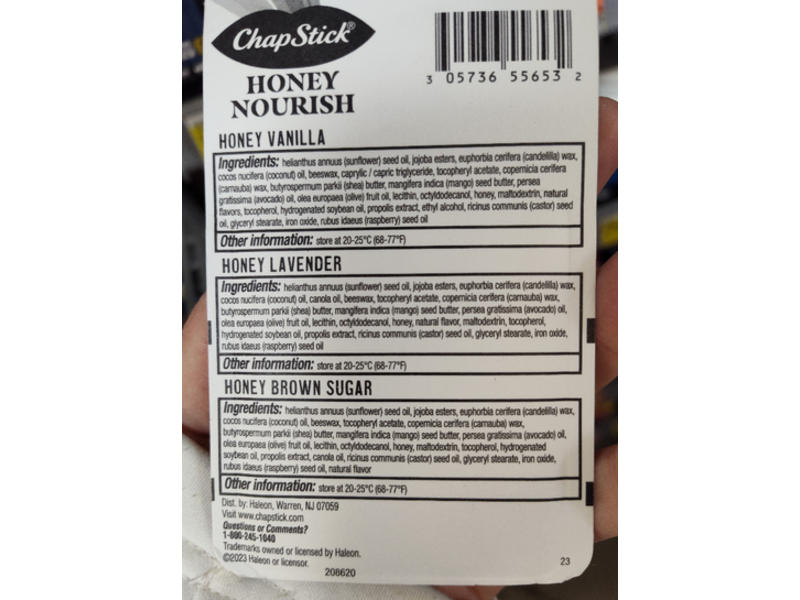 ChapStick®
HONEY
NOURISH
3 05736 55653 2
HONEY VANILLA
Ingredients: helianthus annuus (sunflower) seed oil, jojoba esters, euphorbia cerifera (candelilla) wax,
cocos nucifera (coconut) oil, beeswax, caprylic / capric triglyceride, tocopheryl acetate, copernicia cerifera
(carnauba) wax, butyrospermum parkii (shea) butter, mangifera indica (mango) seed butter, persea
gratissima (avocado) oil, olea europaea (olive) fruit oil, lecithin, octyldodecanol, honey, maltodextrin, natural
flavors, tocopherol, hydrogenated soybean oil, propolis extract, ethyl alcohol, ricinus communis (castor) seed
oil, glyceryl stearate, iron oxide, rubus idaeus (raspberry) seed oil
Other information: store at 20-25°C (68-77°F)
HONEY LAVENDER
Ingredients: helianthus annuus (sunflower) seed oil, jojoba esters, euphorbia cerifera (candelilla) wax,
cocos nucifera (coconut) oil, canola oil, beeswax, tocopheryl acetate, copernicia cerifera (carnauba) wax,
butyrospermum parkii (shea) butter, mangifera indica (mango) seed butter, persea gratissima (avocado) oil,
olea europaea (olive) fruit oil, lecithin, octyldodecanol, honey, natural flavor, maltodextrin, tocopherol,
hydrogenated soybean oil, propolis extract, ricinus communis (castor) seed oil, glyceryl stearate, iron oxide,
rubus idaeus (raspberry) seed oil
Other information: store at 20-25°C (68-77°F)
HONEY BROWN SUGAR
Ingredients: helianthus annuus (sunflower) seed oil, jojoba esters, euphorbia cerifera (candelilla) wax,
cocos nucifera (coconut) oil, beeswax, tocopheryl acetate, copernicia cerifera (carnauba) wax,
butyrospermum parkii (shea) butter, mangifera indica (mango) seed butter, persea gratissima (avocado) oil,
olea europaea (olive) fruit oil, lecithin, octyldodecanol, honey, maltodextrin, tocopherol, hydrogenated
soybean oil, propolis extract, canola oil, ricinus communis (castor) seed oil, glyceryl stearate, iron oxide,
rubus idaeus (raspberry) seed oil, natural flavor
Other information: store at 20-25°C (68-77°F)
Dist. by: Haleon, Warren, NJ 07059
Visit www.chapstick.com
Questions or Comments?
1-800-245-1040
Trademarks owned or licensed by Haleon.
©2023 Haleon or licensor.
208620
23